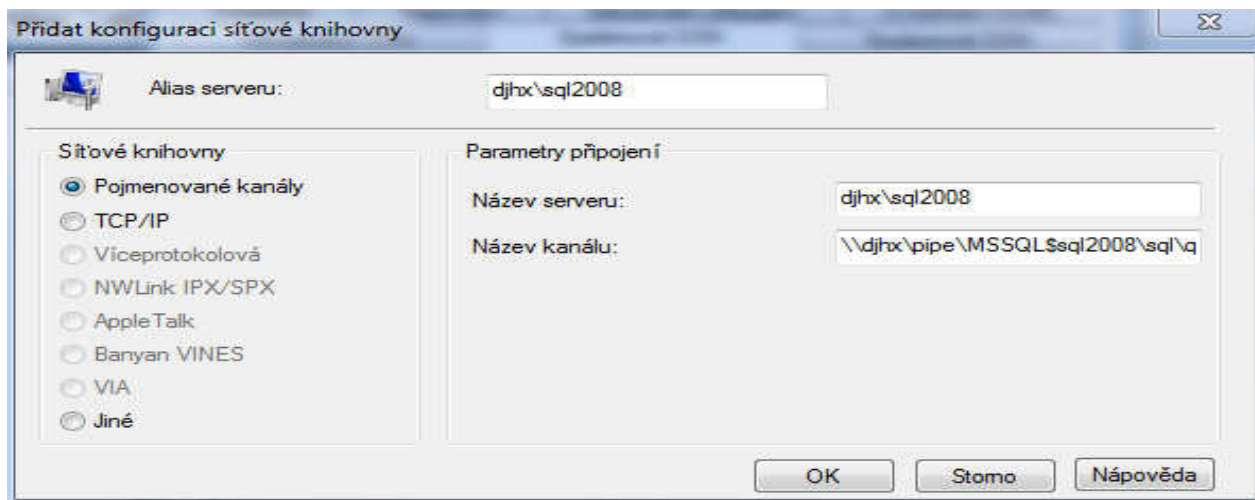 Přidat konfiguraci síťové knihovny
Alias serveru:
djhx\sql2008
Síťové knihovny
Pojmenované kanály
TCP/IP
Víceprotokolová
NWLink IPX/SPX
AppleTalk
Banyan VINES
VIA
Jiné
Parametry připojení
Název serveru:
djhx\sql2008
Název kanálu:
\\djhx\pipe\MSSQL$sql2008\sql\q
OK
Storno
Nápověda